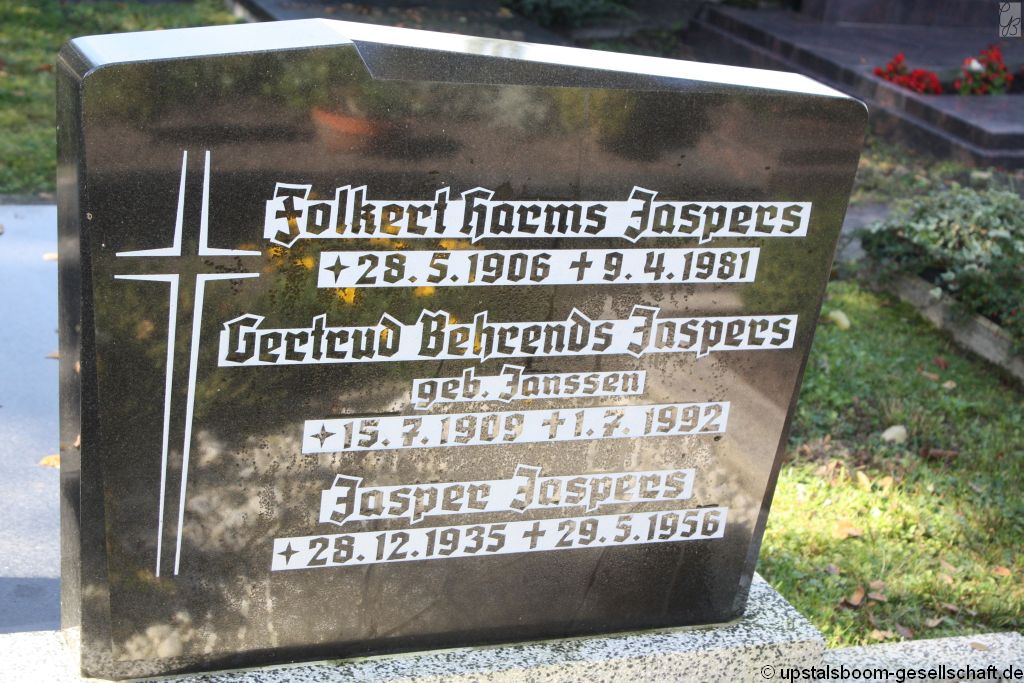 Folkert Harms Jaspers
✦28.5.1906 ✝9.4.1981
Gertrud Behrends Jaspers
geb. Janssen
✦15.7.1909 ✝1.7.1992
Jasper Jaspers
✦28.12.1935 ✝29.5.1956
© upstalsboom-gesellschaft.de